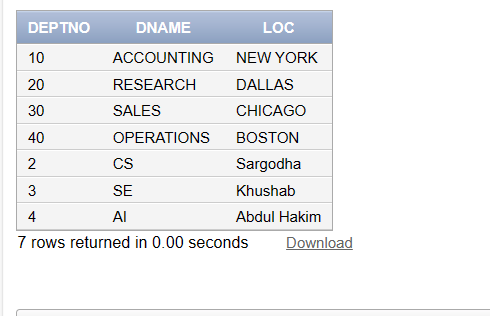 DEPTNO DNAME LOC
10 ACCOUNTING NEW YORK
20 RESEARCH DALLAS
30 SALES CHICAGO
40 OPERATIONS BOSTON
2 CS Sargodha
3 SE Khushab
4 AI Abdul Hakim
7 rows returned in 0.00 seconds Download